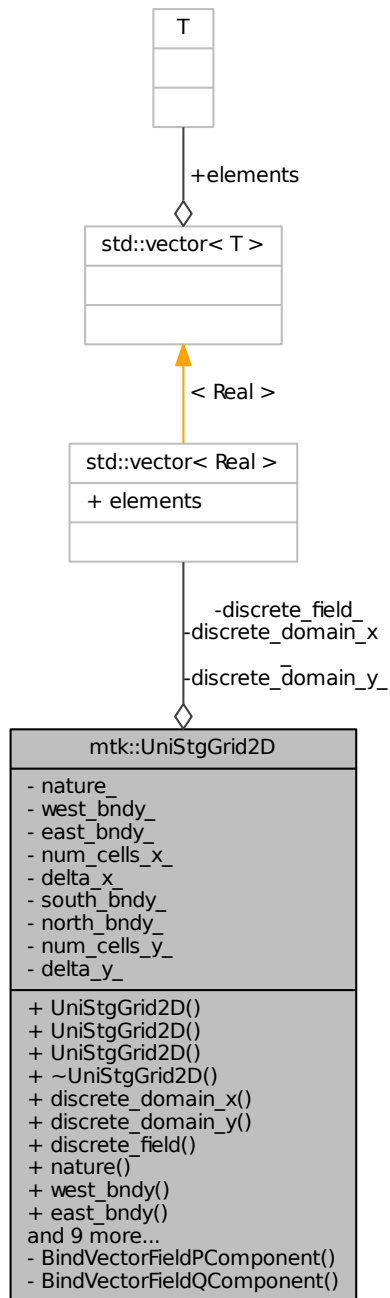 T
+elements
std::vector< T >
< Real >
std::vector< Real >
+ elements
-discrete_field_
-discrete_domain_x
_
-discrete_domain_y_
mtk::UniStgGrid2D
- nature_
- west_bndy_
- east_bndy_
- num_cells_x_
- delta_x_
- south_bndy_
- north_bndy_
- num_cells_y_
- delta_y_
+ UniStgGrid2D()
+ UniStgGrid2D()
+ UniStgGrid2D()
+ ~UniStgGrid2D()
+ discrete_domain_x()
+ discrete_domain_y()
+ discrete_field()
+ nature()
+ west_bndy()
+ east_bndy()
and 9 more...
- BindVectorFieldPComponent()
- BindVectorFieldQComponent()